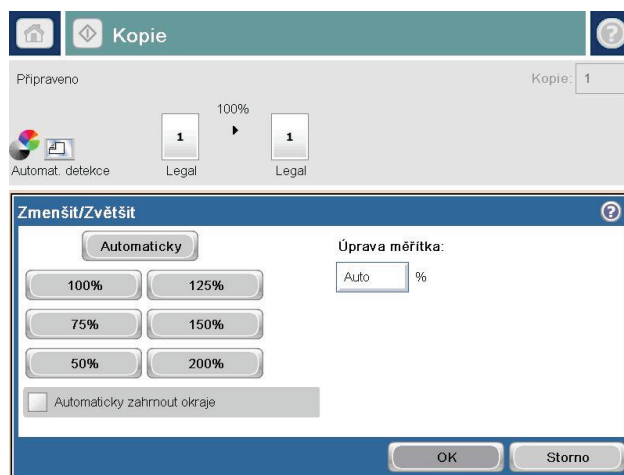 Kopie
Připraveno
Kopie: 1
100%
1
1
Automat. detekce
Legal
Legal
Zmenšit/Zvětšit
Automaticky
Úprava měřítka:
100%
125%
Auto %
75%
150%
50%
200%
Automaticky zahrnout okraje
OK
Storno